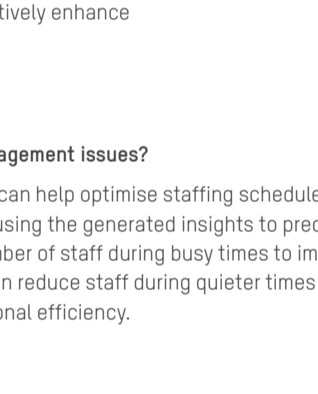 tively enhance
agement issues?
can help optimise staffing schedule
using the generated insights to pred
ber of staff during busy times to im
n reduce staff during quieter times
onal efficiency.